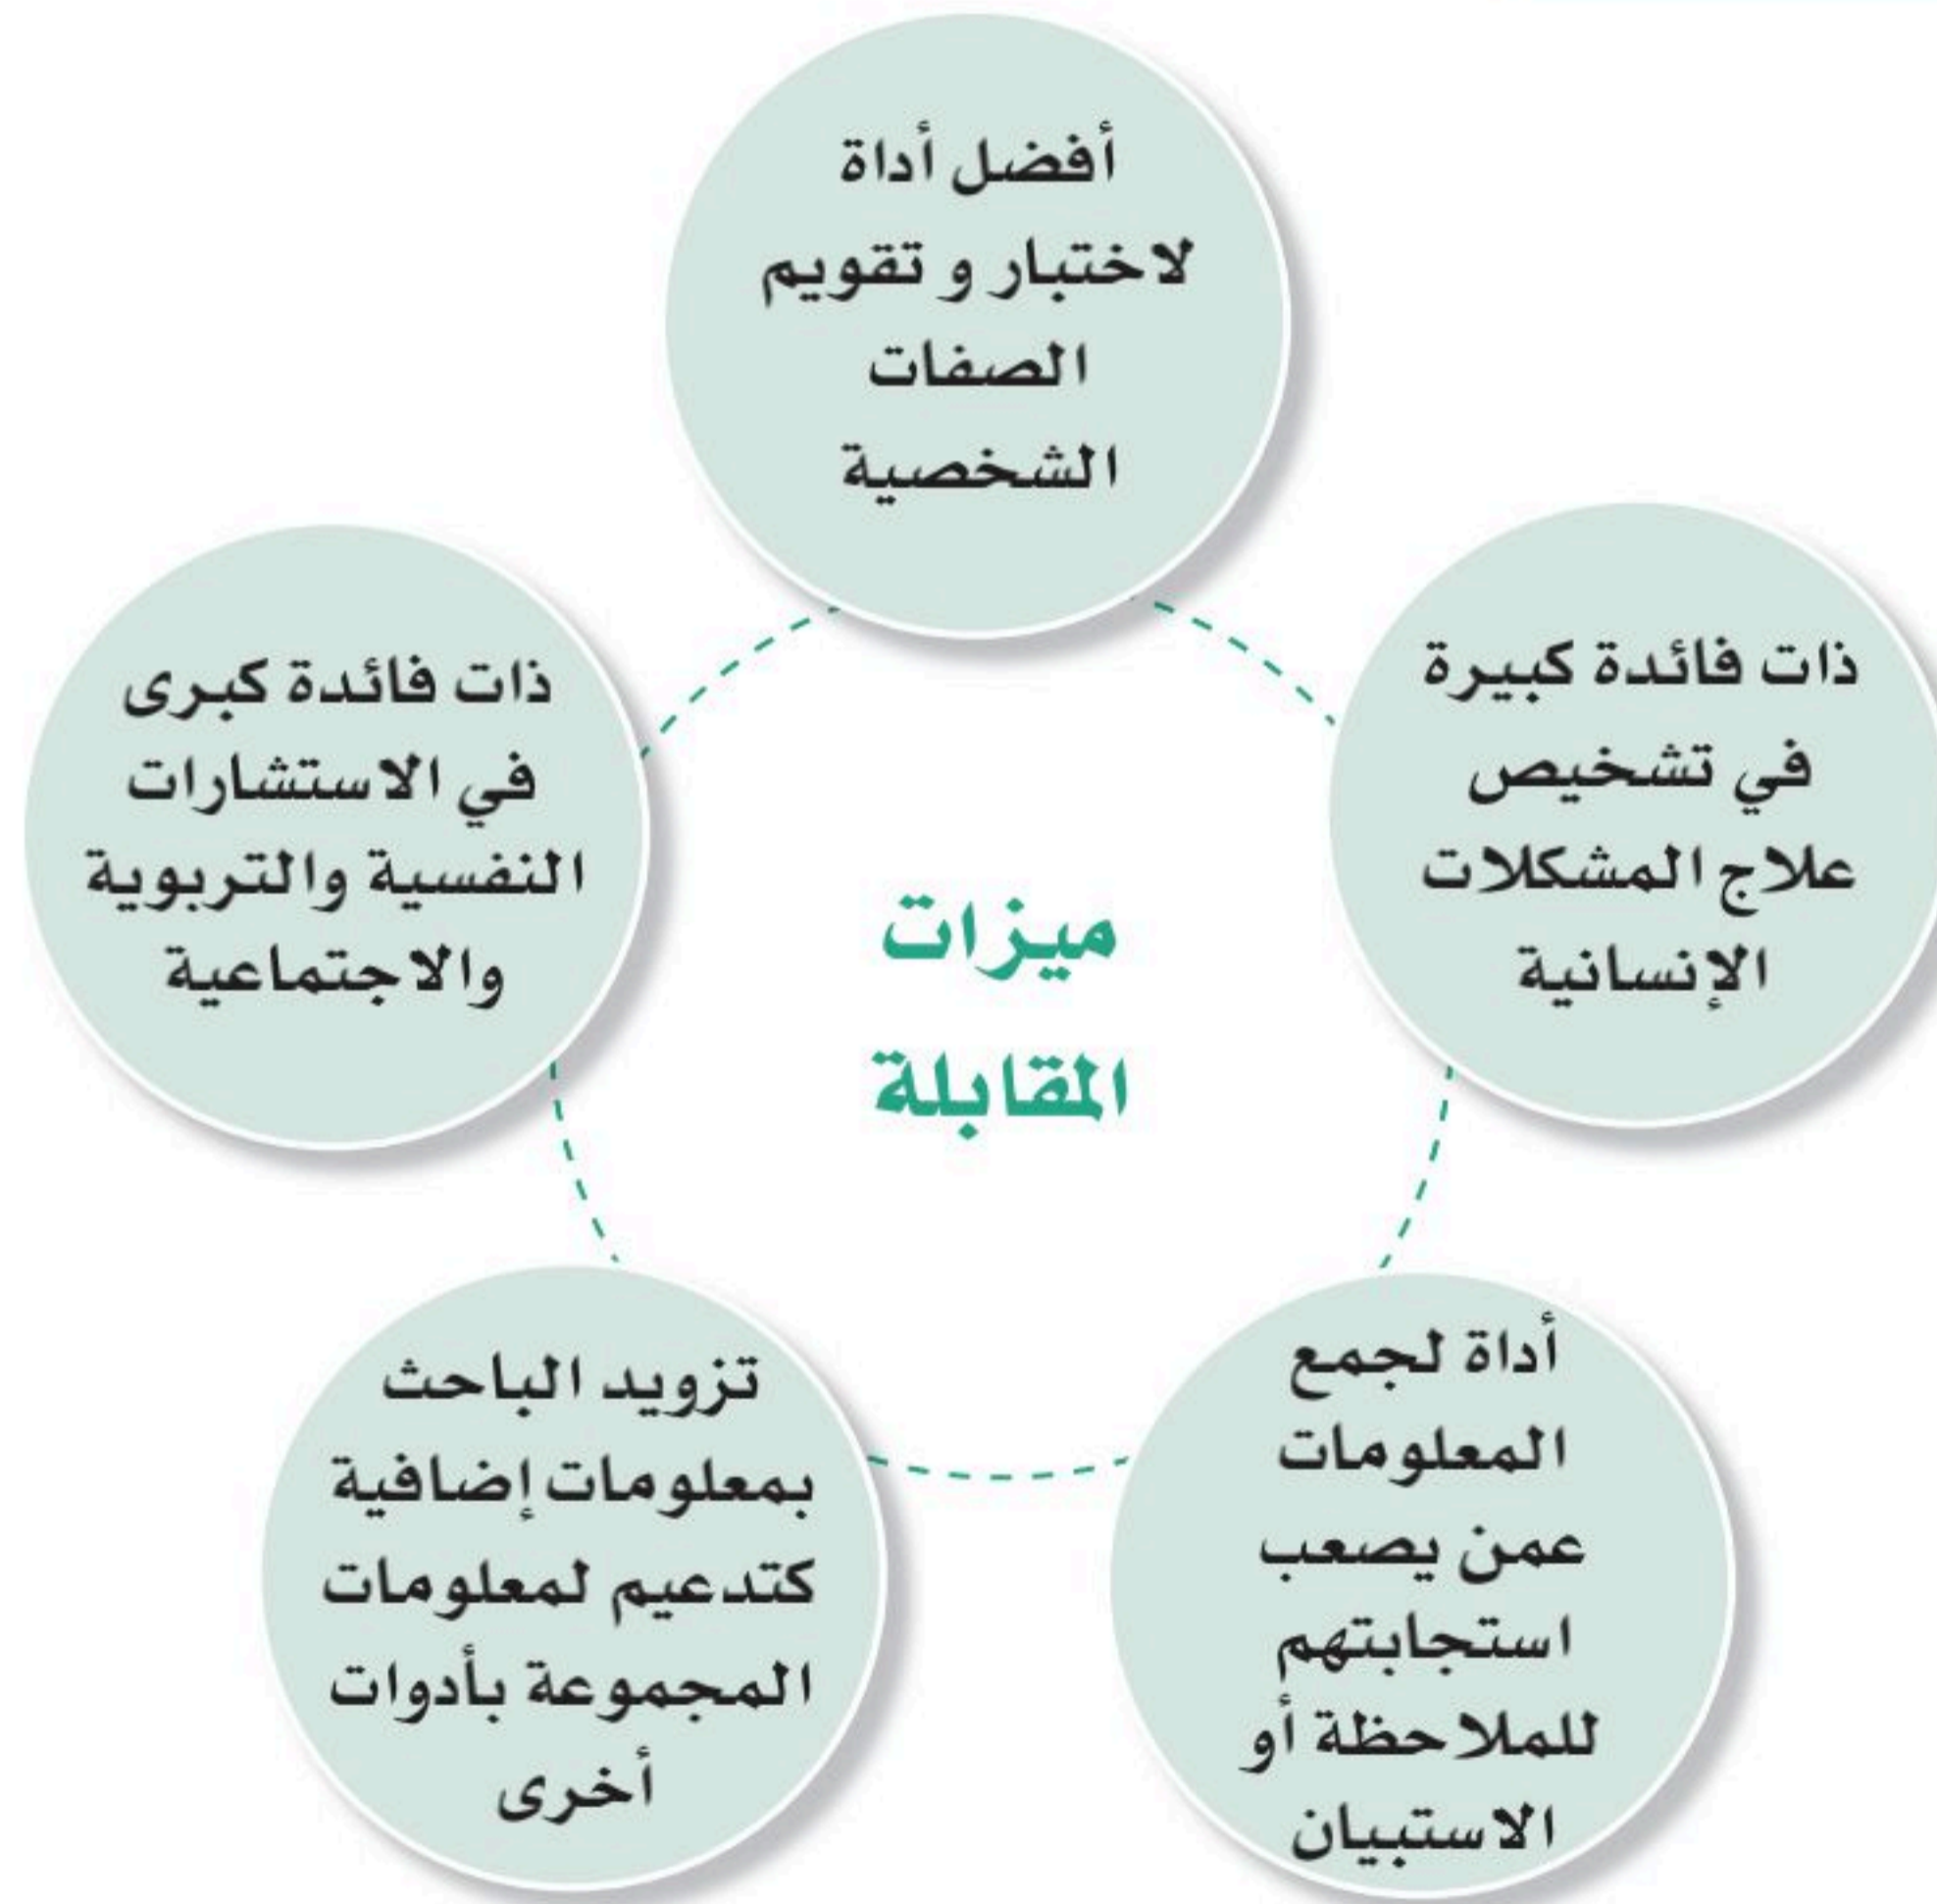 أفضل أداة
لاختبار و تقويم
الصفات
الشخصية
ذات فائدة كبيرة
في تشخيص
علاج المشكلات
الإنسانية
أداة لجمع
المعلومات
عمن يصعب
استجابتهم
للملاحظة أو
الاستبيان
تزويد الباحث
بمعلومات إضافية
كتدعيم لمعلومات
المجموعة بأدوات
أخرى
ذات فائدة كبرى
في الاستشارات
النفسية والتربوية
والاجتماعية
ميزات
المقابلة